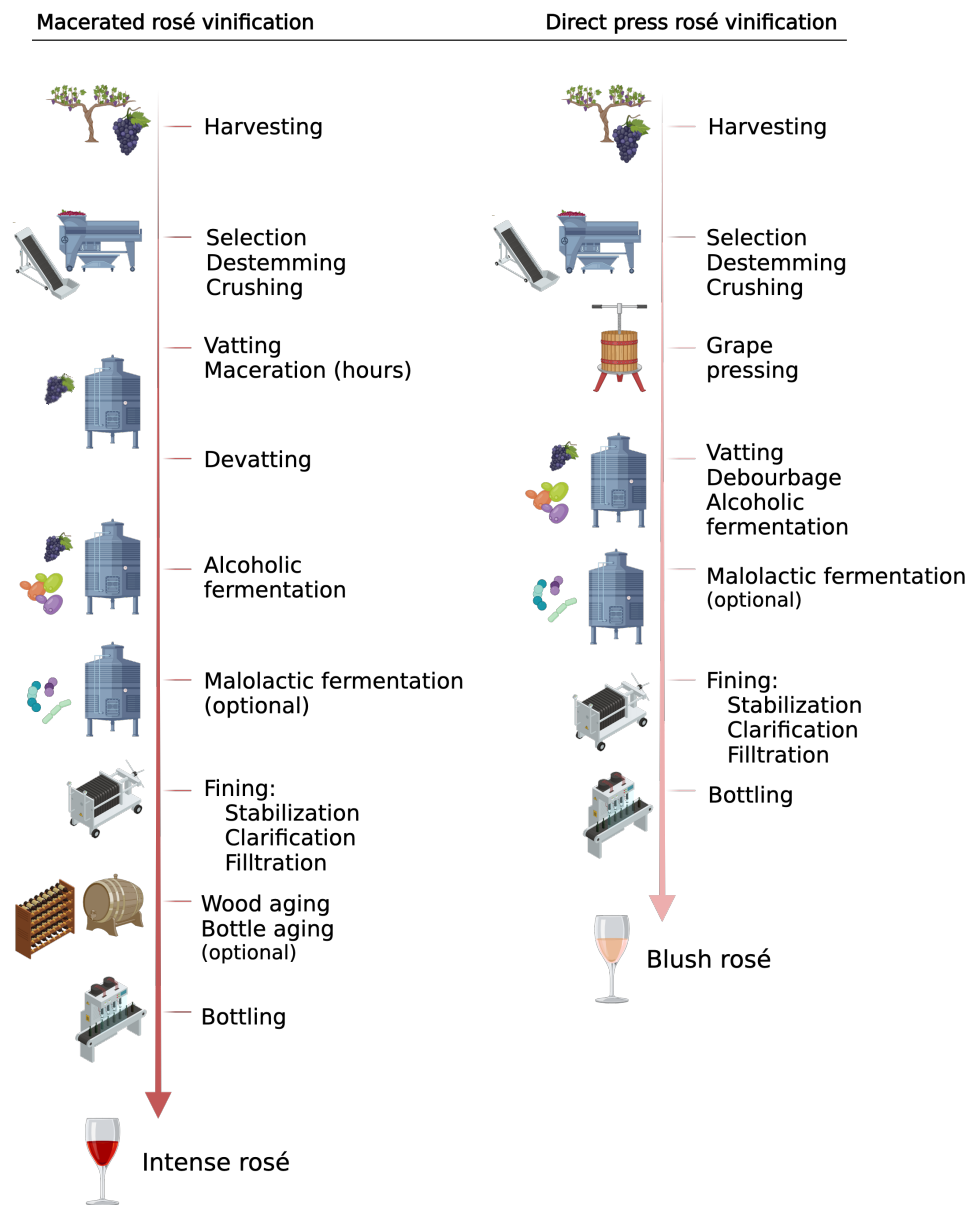 Macerated rosé vinification
Harvesting
Selection
Destemming
Crushing
Vatting
Maceration (hours)
Devatting
Alcoholic
fermentation
Malolactic fermentation
(optional)
Fining:
Stabilization
Clarification
Filltration
Wood aging
Bottle aging
(optional)
Bottling
Intense rosé
Direct press rosé vinification
Harvesting
Selection
Destemming
Crushing
Grape
pressing
Vatting
Debourbage
Alcoholic
fermentation
Malolactic fermentation
(optional)
Fining:
Stabilization
Clarification
Filltration
Bottling
Blush rosé